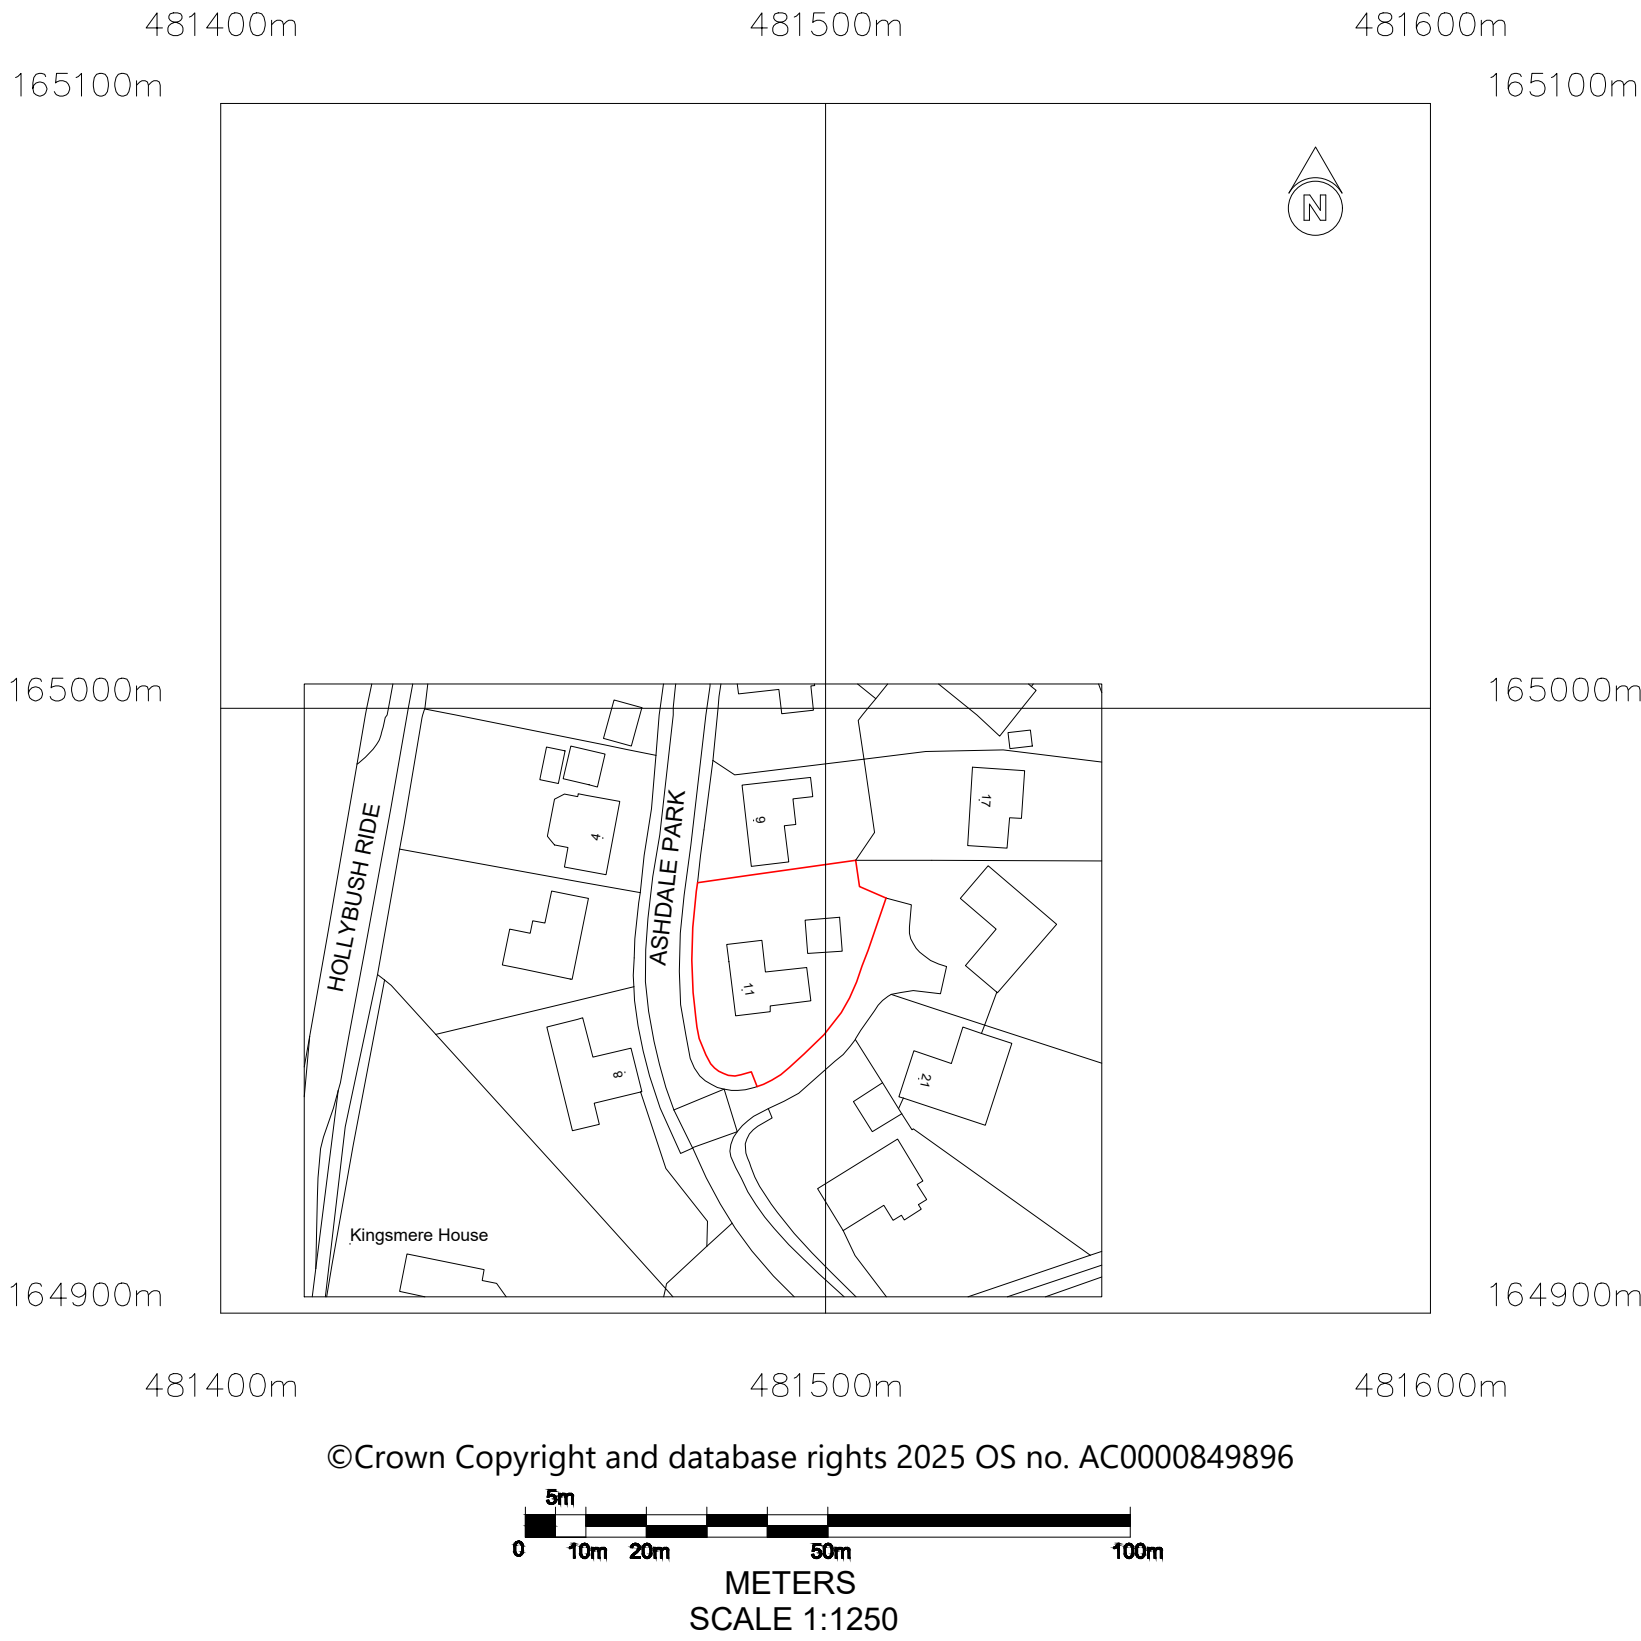 481400m 481500m 481600m
165100m 165100m
N
165000m 165000m
HOLLYBUSH RIDE
ASHDALE PARK
4
9
17
11
8
21
Kingsmere House
164900m 164900m
481400m 481500m 481600m
©Crown Copyright and database rights 2025 OS no. AC0000849896
5m
0 10m 20m 50m 100m
METERS
SCALE 1:1250